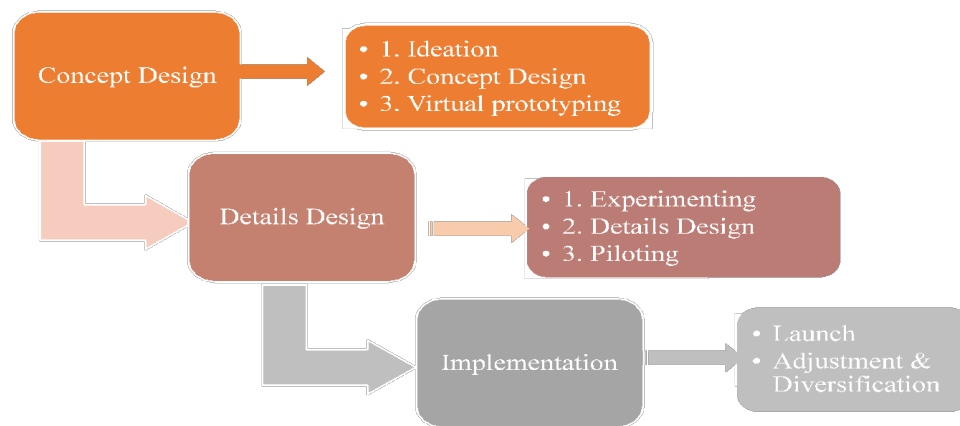 Concept Design
• 1. Ideation
• 2. Concept Design
• 3. Virtual prototyping
Details Design
• 1. Experimenting
• 2. Details Design
• 3. Piloting
Implementation
• Launch
• Adjustment &
Diversification